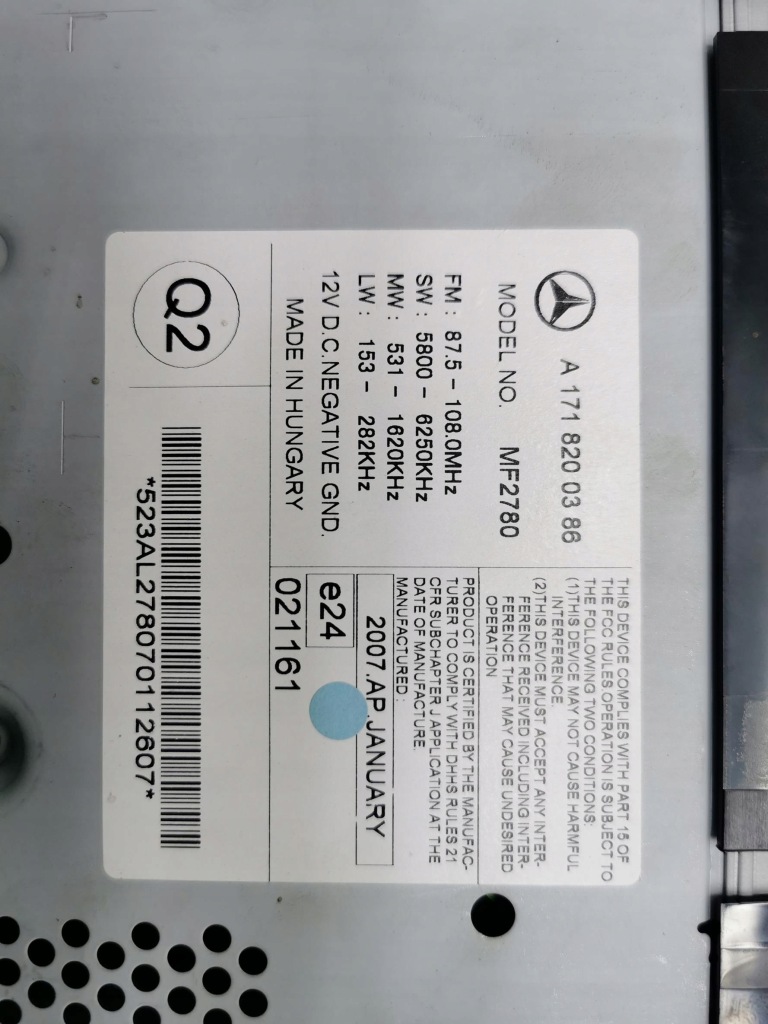 A 171 820 03 86
MODEL NO. MF2780
FM : 87.5 - 108.0MHz
SW : 5800 - 6250KHz
MW : 531 - 1620KHz
LW : 153 - 282KHz
12V D.C.NEGATIVE GND.
MADE IN HUNGARY
THIS DEVICE COMPLIES WITH PART 15 OF
THE FCC RULES OPERATION IS SUBJECT TO
THE FOLLOWING TWO CONDITIONS:
(1)THIS DEVICE MAY NOT CAUSE HARMFUL
INTERFERENCE.
(2)THIS DEVICE MUST ACCEPT ANY INTER-
FERENCE RECEIVED INCLUDING INTER-
FERENCE THAT MAY CAUSE UNDESIRED
OPERATION
PRODUCT IS CERTIFIED BY THE MANUFAC-
TURER TO COMPLY WITH DHHS RULES 21
CFR SUBCHAPTER J APPLICATION AT THE
DATE OF MANUFACTURE.
MANUFACTURED :
2007.AP.JANUARY
e24
021161
Q2
*523AL278070112607*